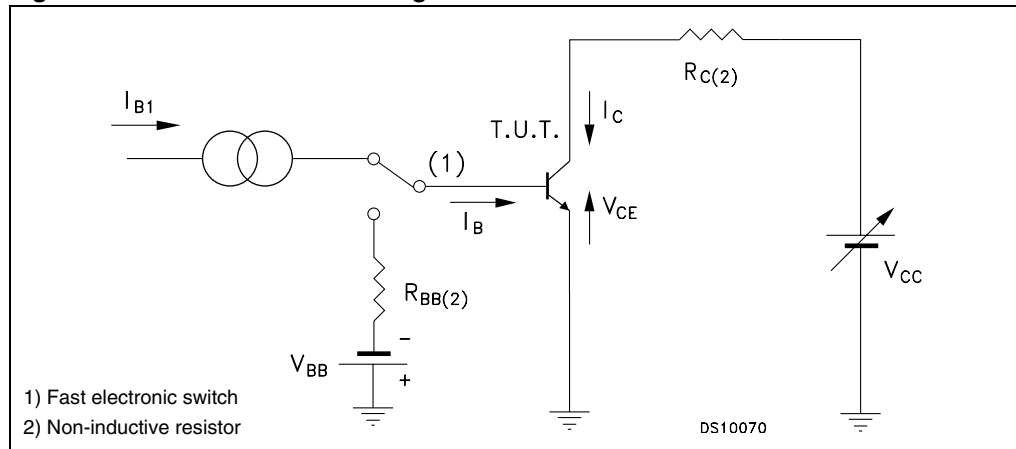 I_B1
R_C(2)
T.U.T.
I_C
(1)
I_B
V_CE
V_CC
R_BB(2)
V_BB
-
+
1) Fast electronic switch
2) Non-inductive resistor
DS10070